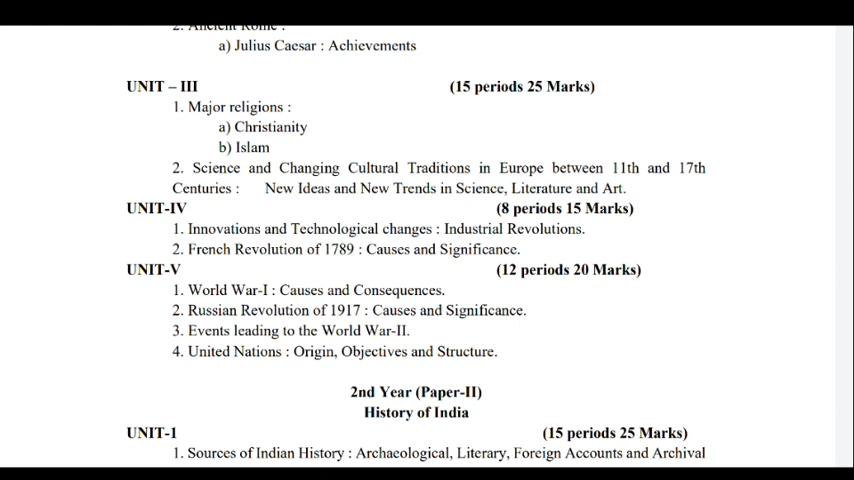 2. Ancient Rome :
a) Julius Caesar : Achievements
UNIT – III (15 periods 25 Marks)
1. Major religions :
a) Christianity
b) Islam
2. Science and Changing Cultural Traditions in Europe between 11th and 17th
Centuries : New Ideas and New Trends in Science, Literature and Art.
UNIT-IV (8 periods 15 Marks)
1. Innovations and Technological changes : Industrial Revolutions.
2. French Revolution of 1789 : Causes and Significance.
UNIT-V (12 periods 20 Marks)
1. World War-I : Causes and Consequences.
2. Russian Revolution of 1917 : Causes and Significance.
3. Events leading to the World War-II.
4. United Nations : Origin, Objectives and Structure.
2nd Year (Paper-II)
History of India
UNIT-1 (15 periods 25 Marks)
1. Sources of Indian History : Archaeological, Literary, Foreign Accounts and Archival